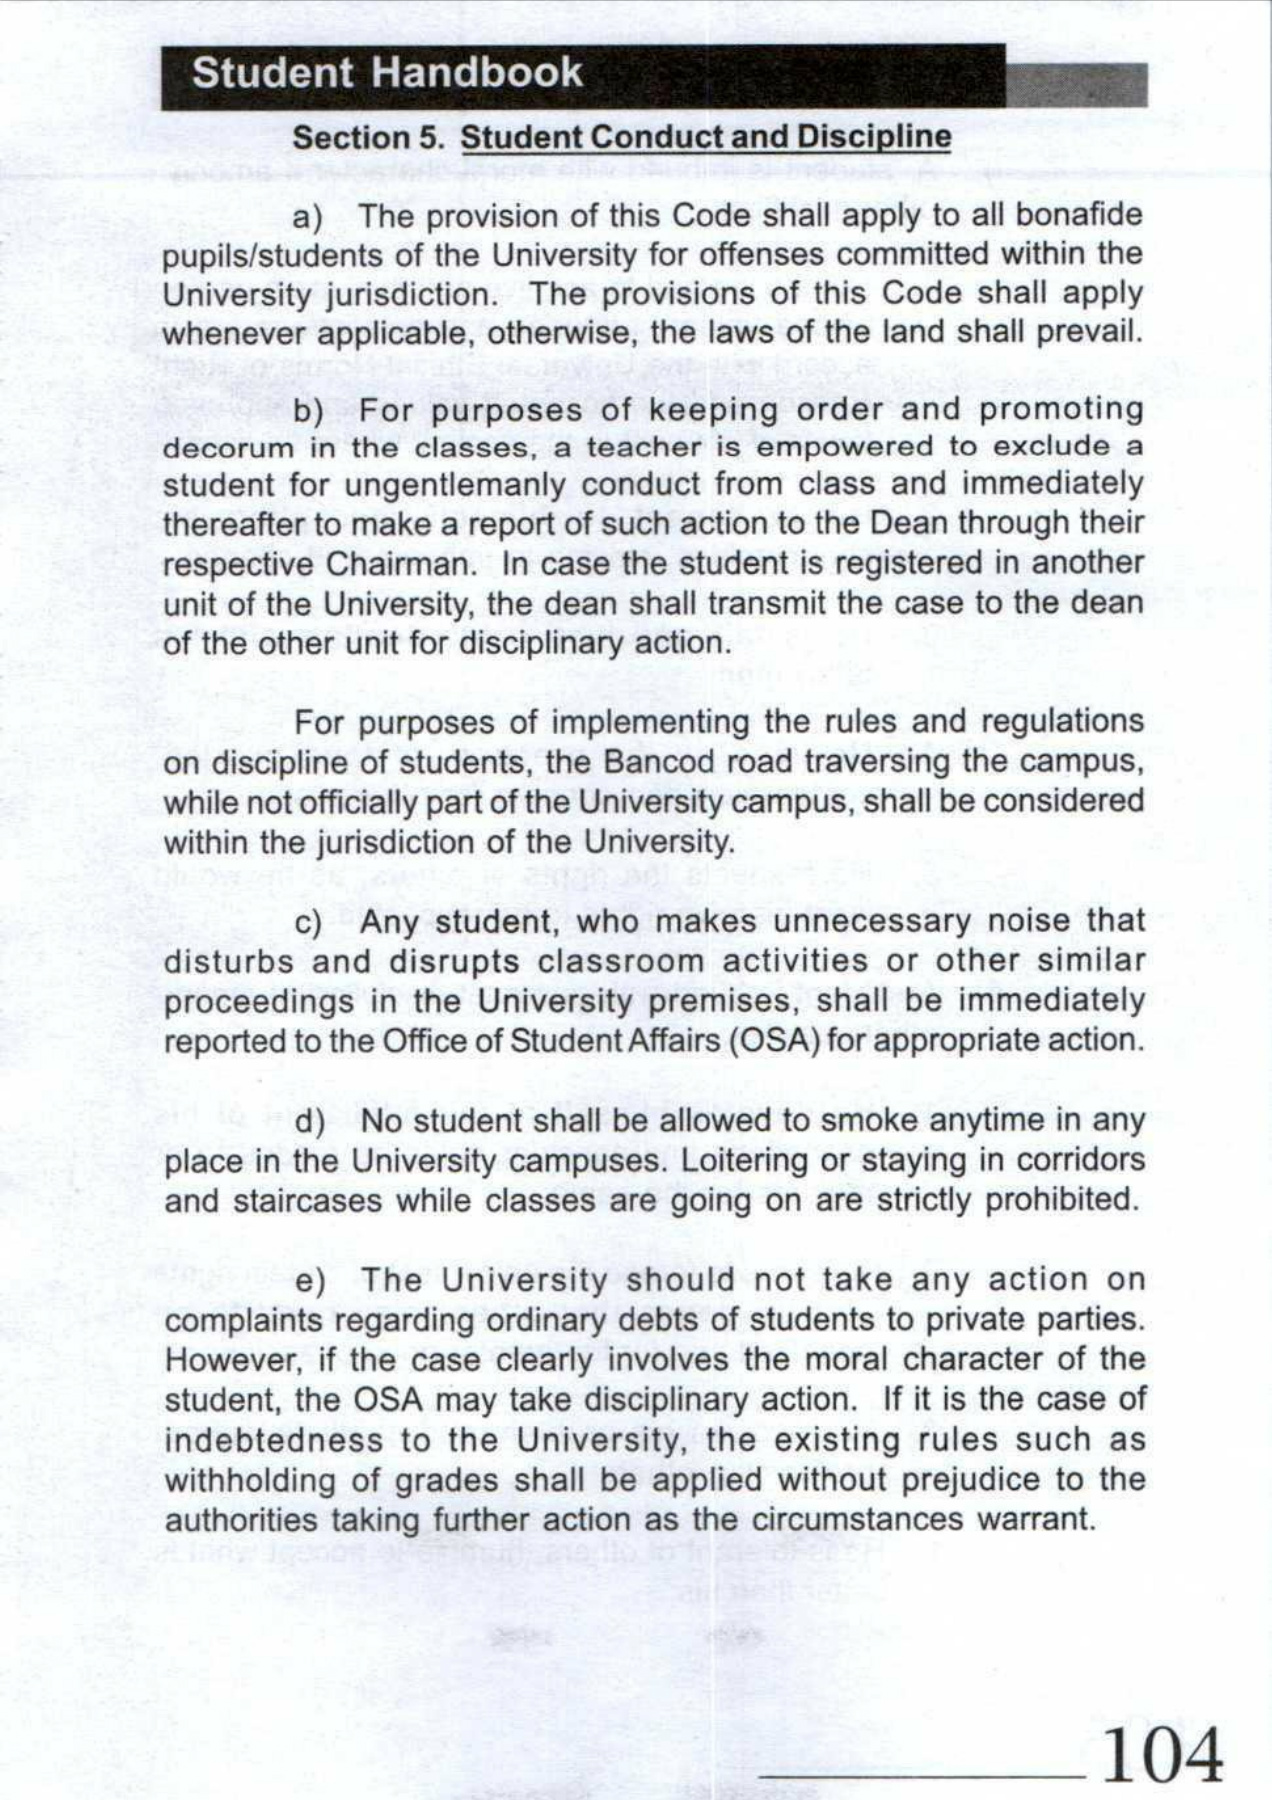 Student Handbook
Section 5. Student Conduct and Discipline
a) The provision of this Code shall apply to all bonafide
pupils/students of the University for offenses committed within the
University jurisdiction. The provisions of this Code shall apply
whenever applicable, otherwise, the laws of the land shall prevail.
b) For purposes of keeping order and promoting
decorum in the classes, a teacher is empowered to exclude a
student for ungentlemanly conduct from class and immediately
thereafter to make a report of such action to the Dean through their
respective Chairman. In case the student is registered in another
unit of the University, the dean shall transmit the case to the dean
of the other unit for disciplinary action.
For purposes of implementing the rules and regulations
on discipline of students, the Bancod road traversing the campus,
while not officially part of the University campus, shall be considered
within the jurisdiction of the University.
c) Any student, who makes unnecessary noise that
disturbs and disrupts classroom activities or other similar
proceedings in the University premises, shall be immediately
reported to the Office of Student Affairs (OSA) for appropriate action.
d) No student shall be allowed to smoke anytime in any
place in the University campuses. Loitering or staying in corridors
and staircases while classes are going on are strictly prohibited.
e) The University should not take any action on
complaints regarding ordinary debts of students to private parties.
However, if the case clearly involves the moral character of the
student, the OSA may take disciplinary action. If it is the case of
indebtedness to the University, the existing rules such as
withholding of grades shall be applied without prejudice to the
authorities taking further action as the circumstances warrant.
104